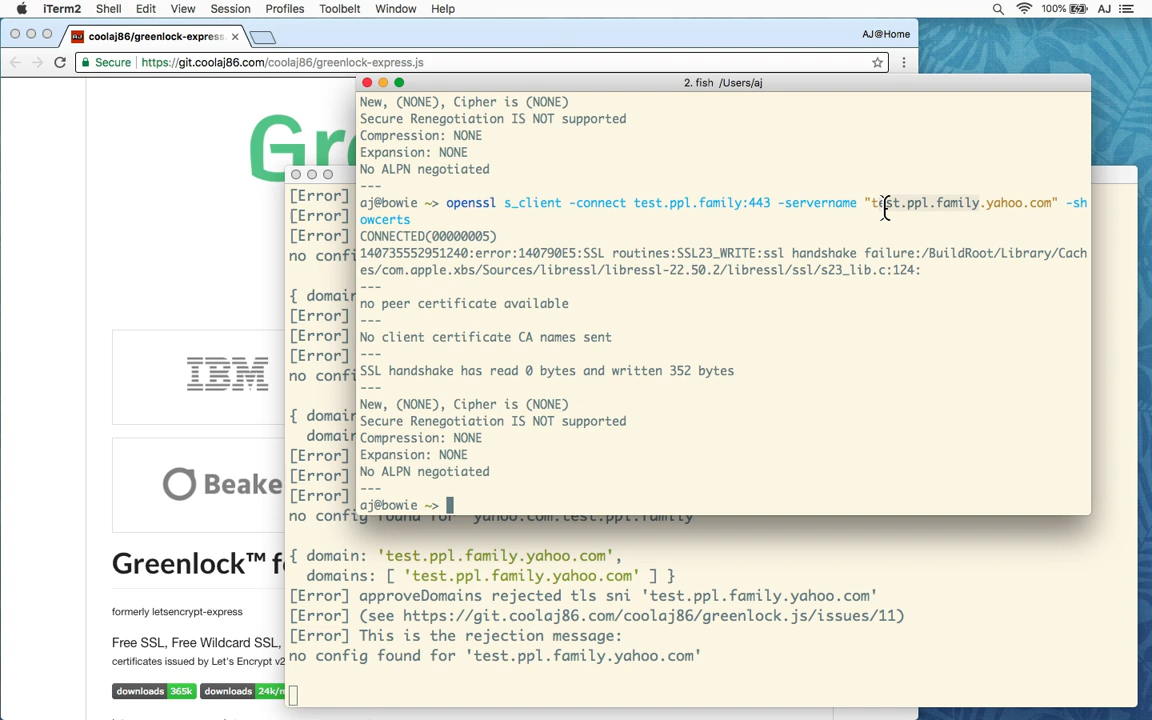 iTerm2 Shell Edit View Session Profiles Toolbelt Window Help 100% AJ
coolaj86/greenlock-express. AJ@Home
Secure https://git.coolaj86.com/coolaj86/greenlock-express.js
2. fish /Users/aj
New, (NONE), Cipher is (NONE)
Secure Renegotiation IS NOT supported
Compression: NONE
Expansion: NONE
No ALPN negotiated
---
aj@bowie ~> openssl s_client -connect test.ppl.family:443 -servername "test.ppl.family.yahoo.com" -sh
owcerts
CONNECTED(00000005)
140735552951240:error:140790E5:SSL routines:SSL23_WRITE:ssl handshake failure:/BuildRoot/Library/Cach
es/com.apple.xbs/Sources/libressl/libressl-22.50.2/libressl/ssl/s23_lib.c:124:
---
no peer certificate available
---
No client certificate CA names sent
---
SSL handshake has read 0 bytes and written 352 bytes
---
New, (NONE), Cipher is (NONE)
Secure Renegotiation IS NOT supported
Compression: NONE
Expansion: NONE
No ALPN negotiated
---
aj@bowie ~>
[Error]
[Error]
[Error]
no confi
{ domain
[Error]
[Error]
[Error]
no confi
{ domai
domai
[Error]
[Error]
[Error]
no config found for 'yahoo.com.test.ppl.family'
{ domain: 'test.ppl.family.yahoo.com',
domains: [ 'test.ppl.family.yahoo.com' ] }
[Error] approveDomains rejected tls sni 'test.ppl.family.yahoo.com'
[Error] (see https://git.coolaj86.com/coolaj86/greenlock.js/issues/11)
[Error] This is the rejection message:
no config found for 'test.ppl.family.yahoo.com'
Gre
IBM
Beake
Greenlock™ f
formerly letsencrypt-express
Free SSL, Free Wildcard SSL,
certificates issued by Let's Encrypt v2
downloads 365k downloads 24k/m